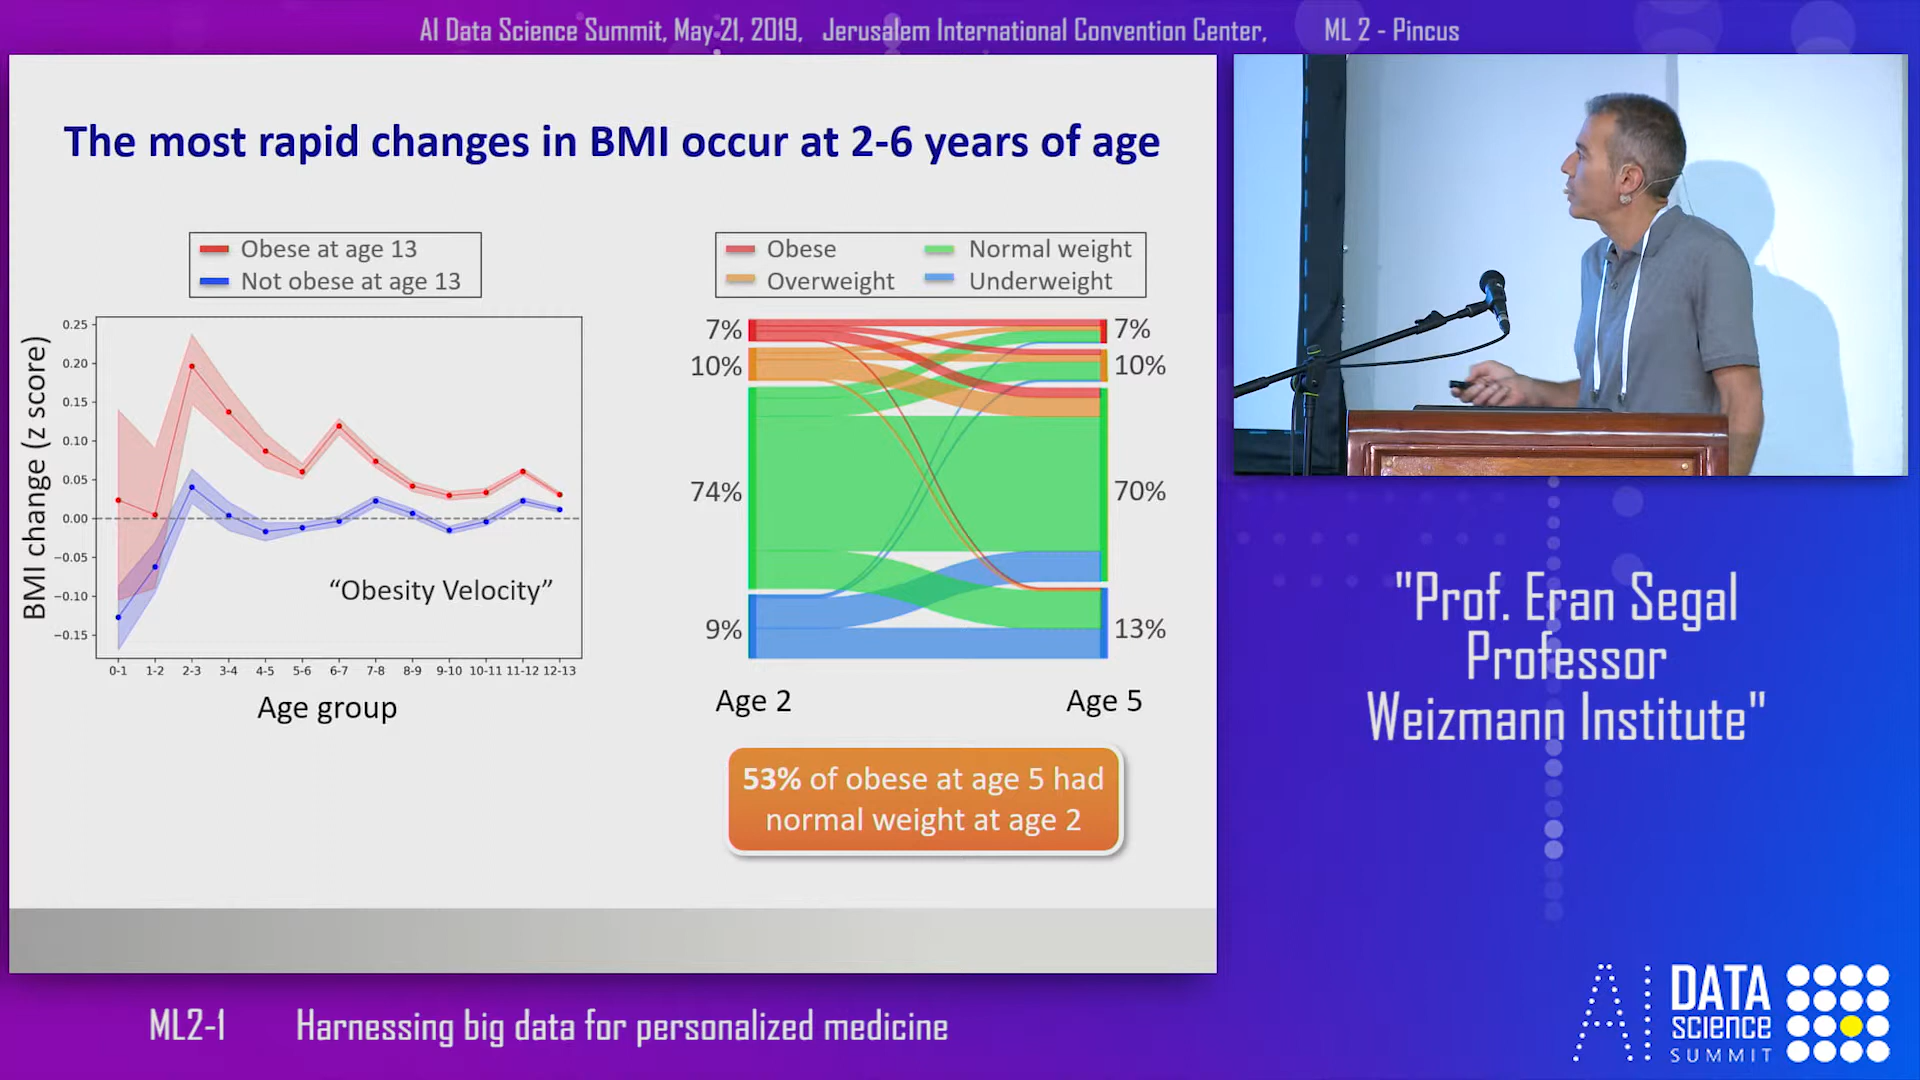 AI Data Science Summit, May 21, 2019, Jerusalem International Convention Center, ML 2 - Pincus
The most rapid changes in BMI occur at 2-6 years of age
Obese at age 13
Not obese at age 13
BMI change (z score)
0.25
0.20
0.15
0.10
0.05
0.00
−0.05
−0.10
−0.15
“Obesity Velocity”
0-1 1-2 2-3 3-4 4-5 5-6 6-7 7-8 8-9 9-10 10-11 11-12 12-13
Age group
Obese Normal weight
Overweight Underweight
7% 7%
10% 10%
74% 70%
9% 13%
Age 2 Age 5
53% of obese at age 5 had
normal weight at age 2
"Prof. Eran Segal
Professor
Weizmann Institute"
ML2-1 Harnessing big data for personalized medicine
AI DATA
SCIENCE
SUMMIT